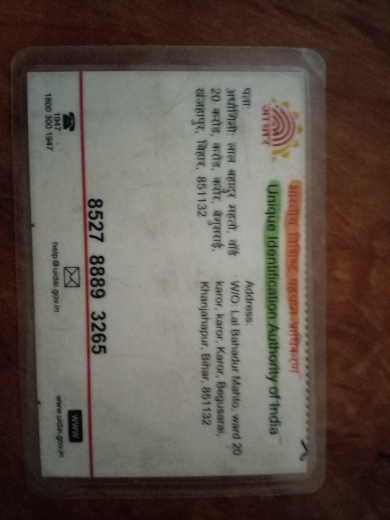 भारतीय विशिष्ट पहचान प्राधिकरण
Unique Identification Authority of India
आधार
पता:
अर्धांगिनी लाल बहादुर महतो, वॉर्ड
20 करोड, करोड, करोर, बेगुसराई,
खंजहापुर, बिहार, 851132
Address:
W/O: Lal Bahadur Mahto, ward 20
karor, karor, Karor, Begusarai,
Khanjahapur, Bihar, 851132
8527 8889 3265
1947
1800 300 1947
help@uidai.gov.in
www
www.uidai.gov.in